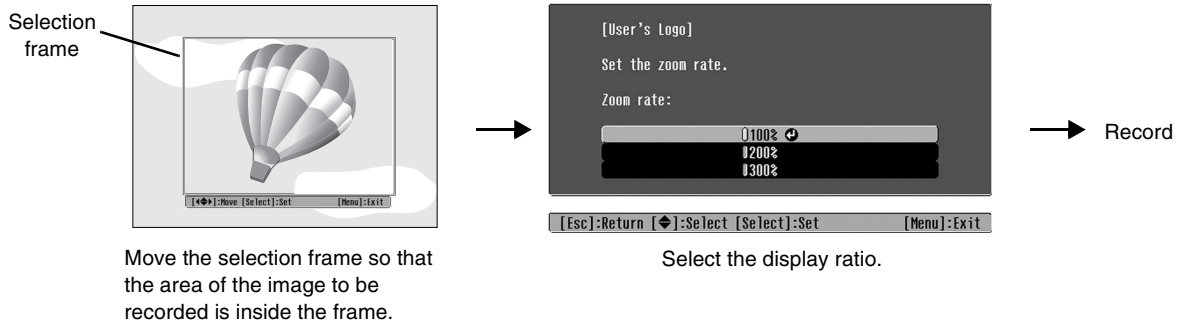 Selection
frame
[◀◆▶]:Move [Select]:Set [Menu]:Exit
Move the selection frame so that
the area of the image to be
recorded is inside the frame.
[User's Logo]
Set the zoom rate.
Zoom rate:
100%
200%
300%
[Esc]:Return [◆]:Select [Select]:Set [Menu]:Exit
Select the display ratio.
Record